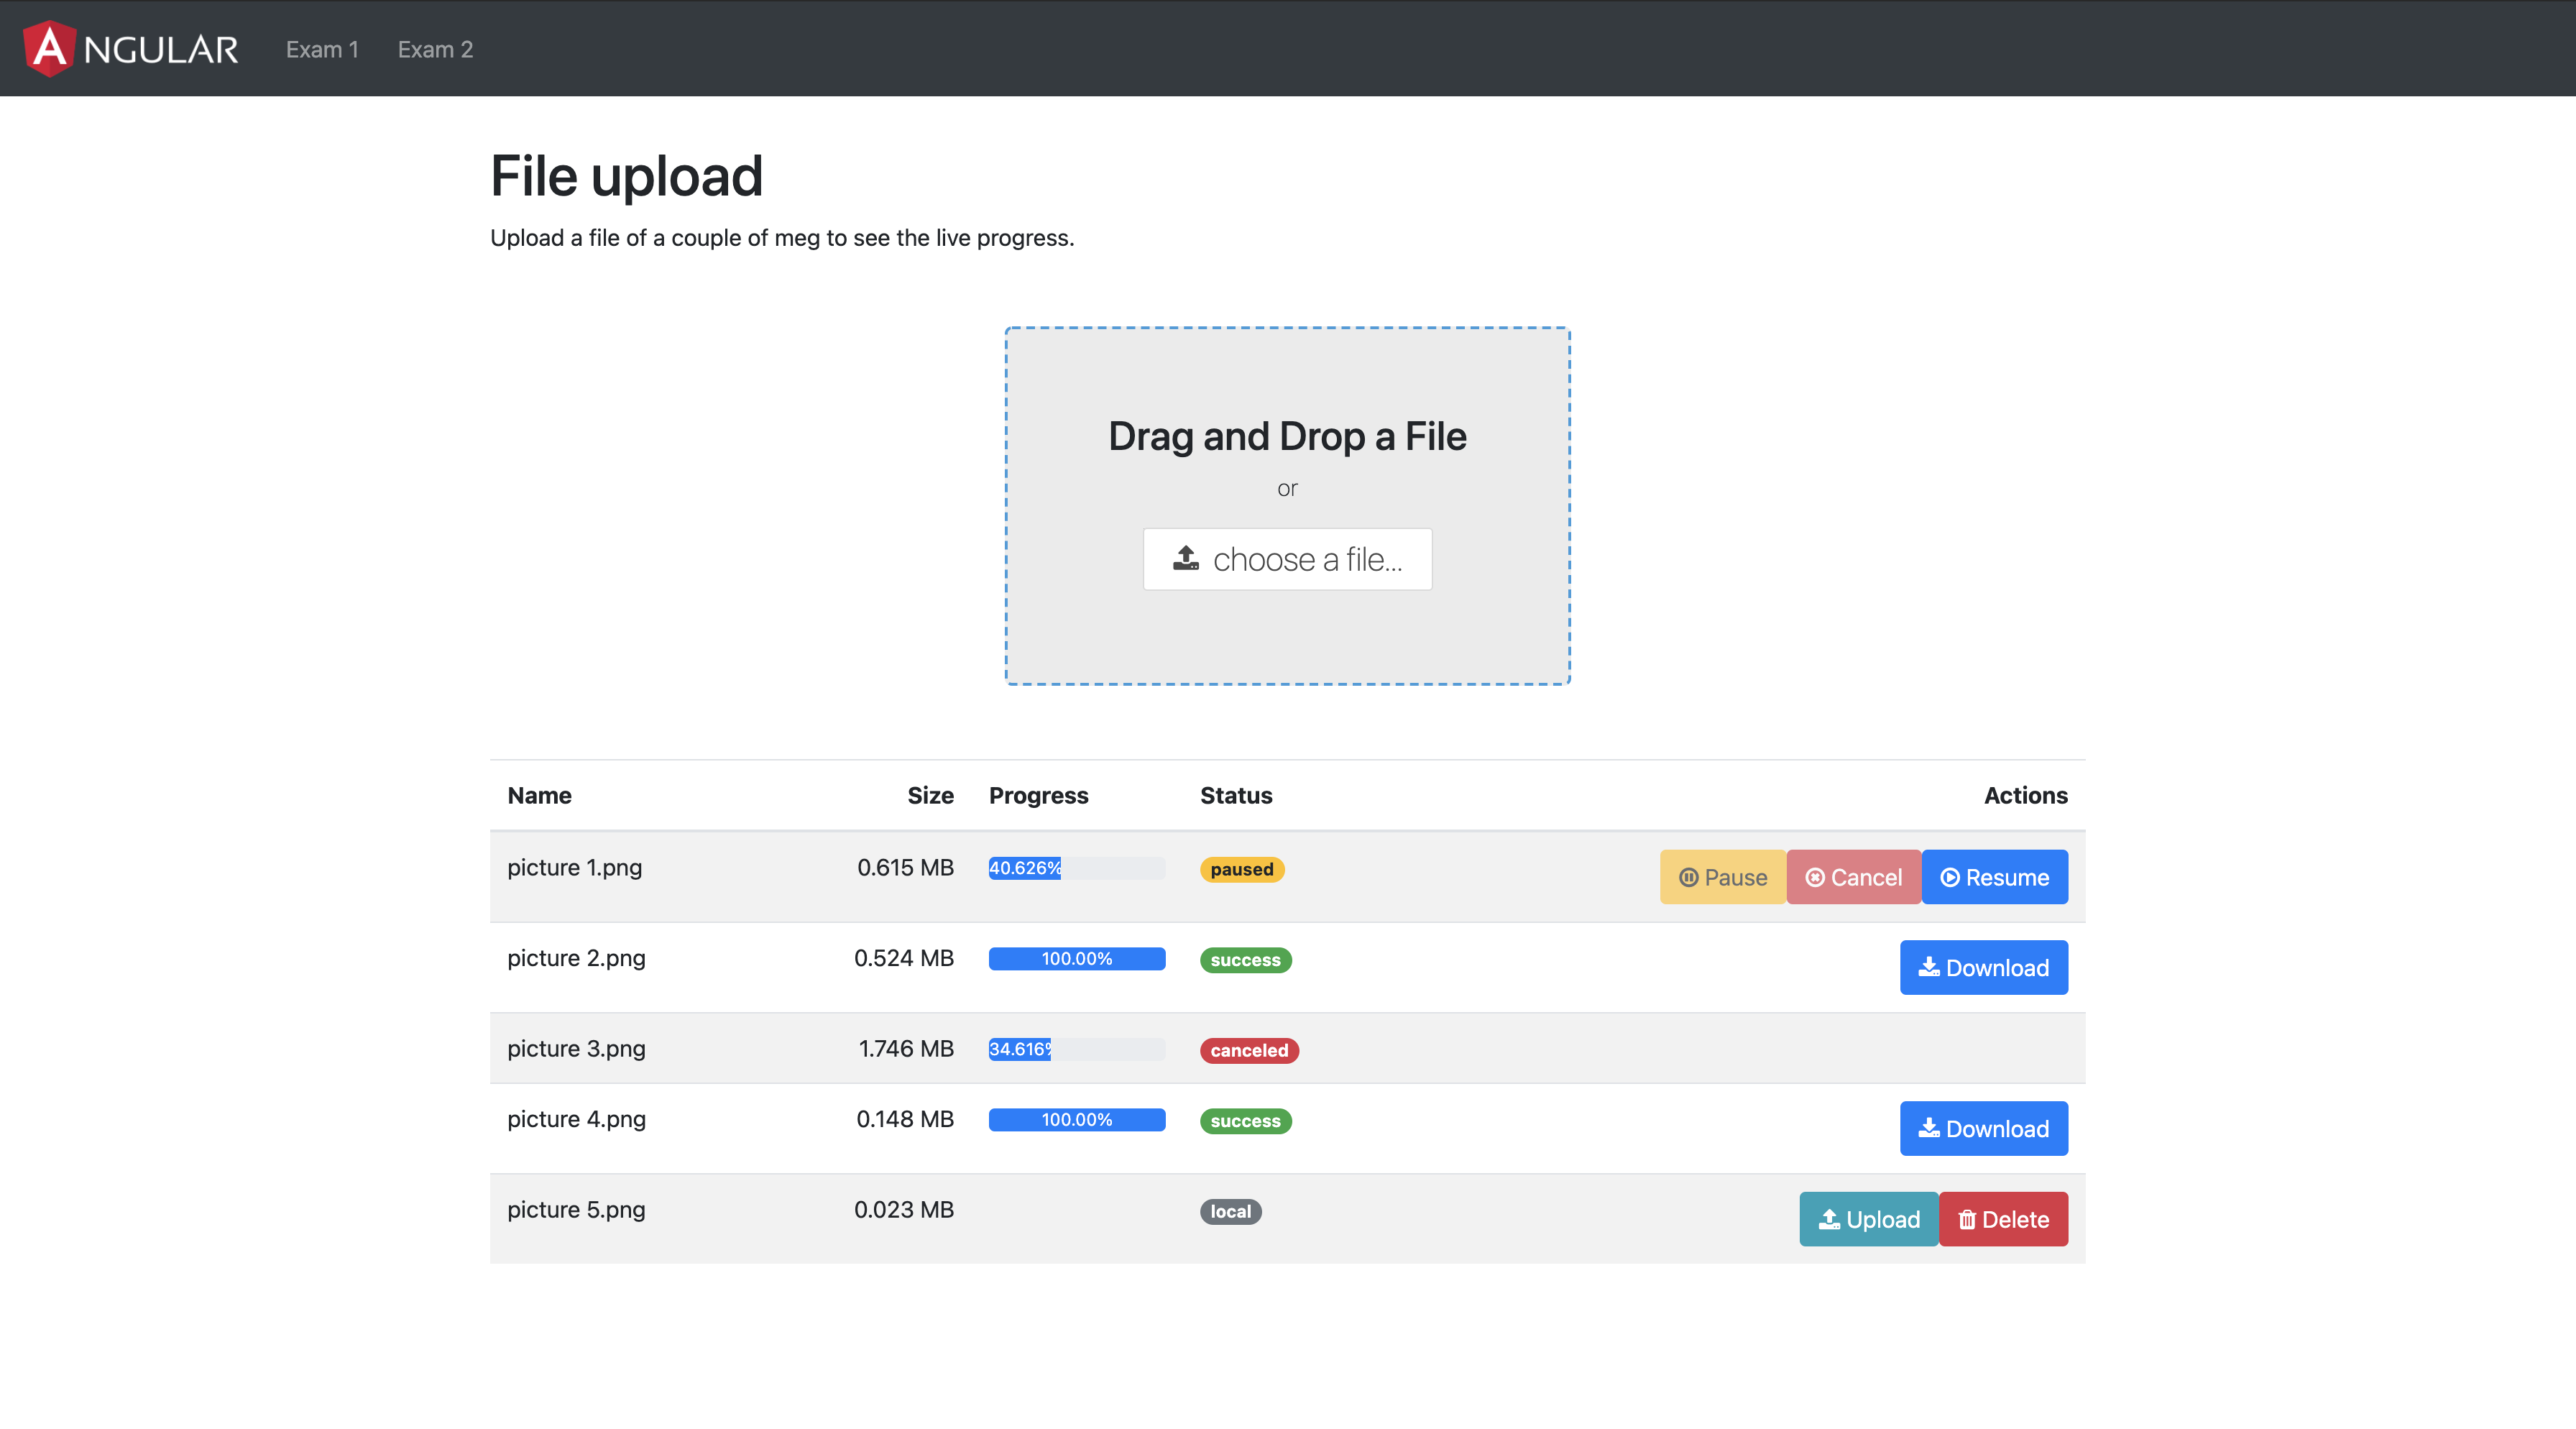 ANGULAR Exam 1 Exam 2
File upload
Upload a file of a couple of meg to see the live progress.
Drag and Drop a File
or
choose a file...
Name Size Progress Status Actions
picture 1.png 0.615 MB 40.626% paused Pause Cancel Resume
picture 2.png 0.524 MB 100.00% success Download
picture 3.png 1.746 MB 34.616% canceled
picture 4.png 0.148 MB 100.00% success Download
picture 5.png 0.023 MB local Upload Delete